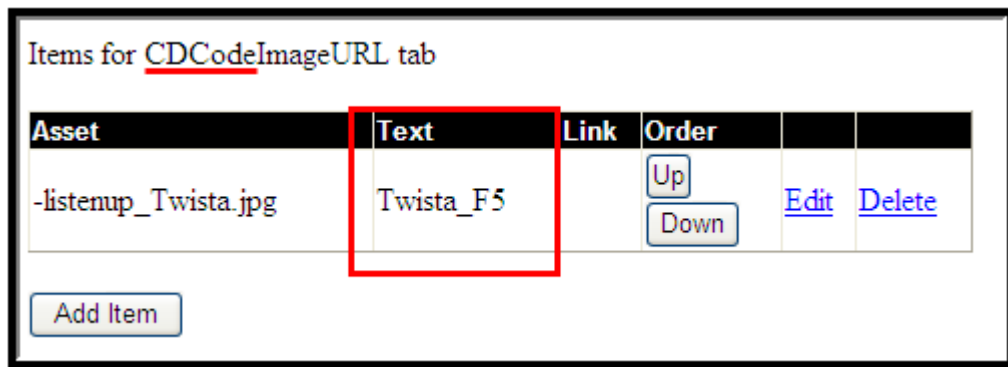 Items for CDCodeImageURL tab
Asset Text Link Order
-listenup_Twista.jpg Twista_F5 Up Down Edit Delete
Add Item